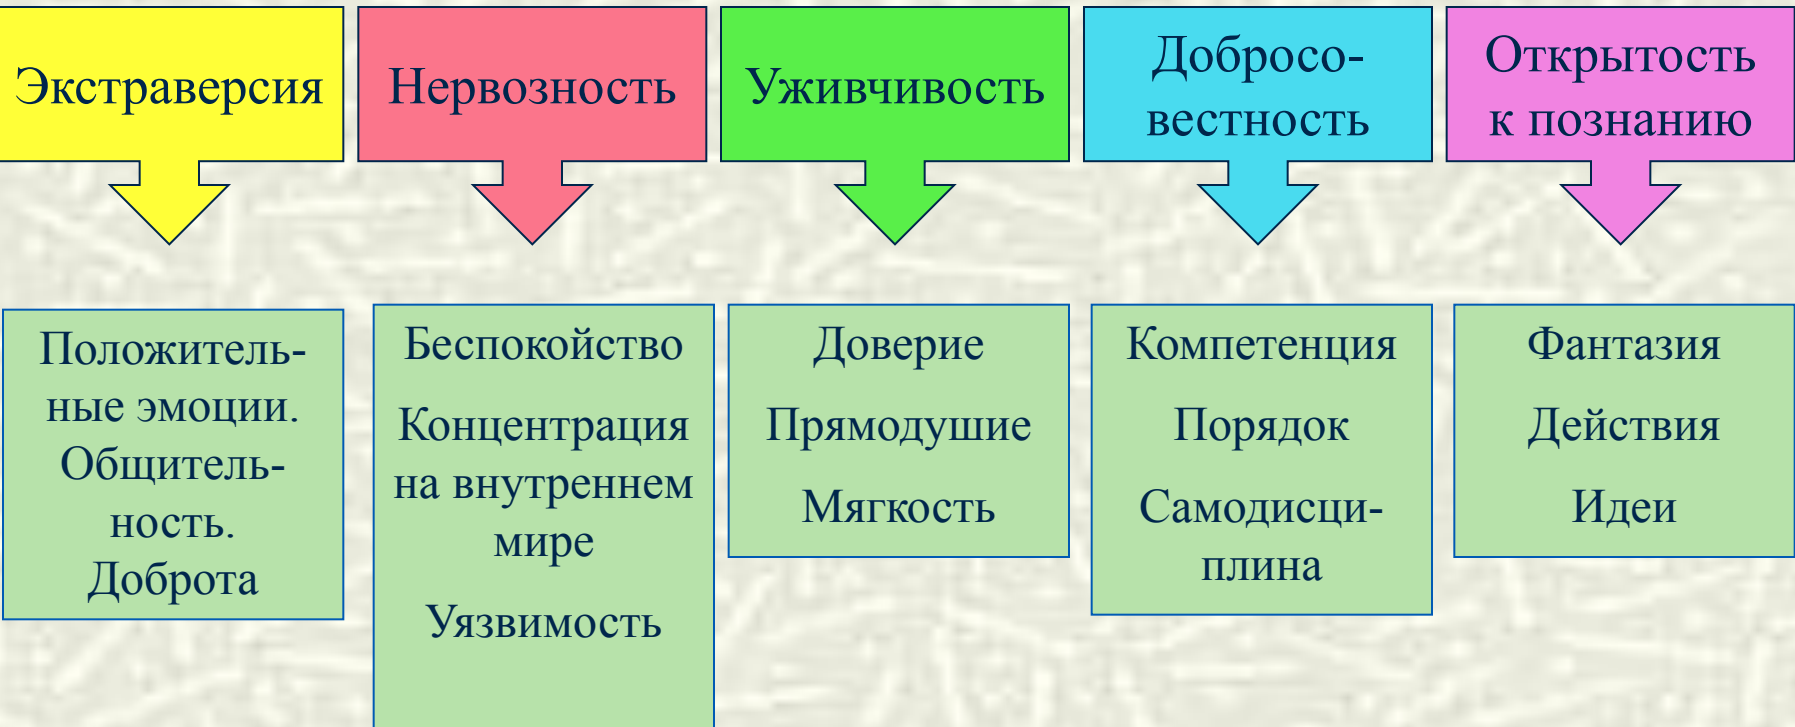 Экстраверсия
Нервозность
Уживчивость
Добросо-
вестность
Открытость
к познанию
Положитель-
ные эмоции.
Общитель-
ность.
Доброта
Беспокойство
Концентрация
на внутреннем
мире
Уязвимость
Доверие
Прямодушие
Мягкость
Компетенция
Порядок
Самодисци-
плина
Фантазия
Действия
Идеи